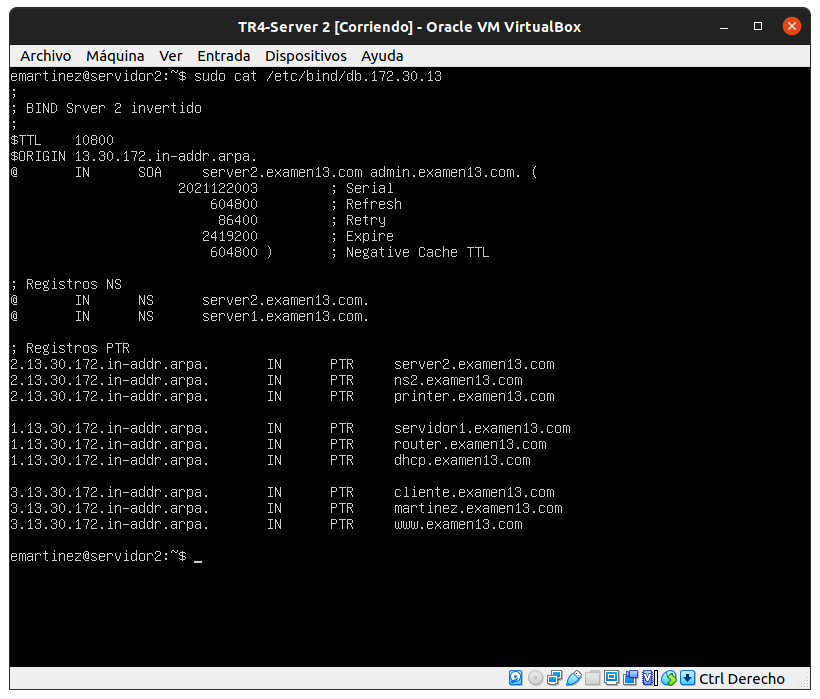 TR4-Server 2 [Corriendo] - Oracle VM VirtualBox
Archivo Máquina Ver Entrada Dispositivos Ayuda
emartinez@servidor2:~$ sudo cat /etc/bind/db.172.30.13
;
; BIND Srver 2 invertido
;
$TTL 10800
$ORIGIN 13.30.172.in-addr.arpa.
@ IN SOA server2.examen13.com admin.examen13.com. (
2021122003 ; Serial
604800 ; Refresh
86400 ; Retry
2419200 ; Expire
604800 ) ; Negative Cache TTL
; Registros NS
@ IN NS server2.examen13.com.
@ IN NS server1.examen13.com.
; Registros PTR
2.13.30.172.in-addr.arpa. IN PTR server2.examen13.com
2.13.30.172.in-addr.arpa. IN PTR ns2.examen13.com
2.13.30.172.in-addr.arpa. IN PTR printer.examen13.com
1.13.30.172.in-addr.arpa. IN PTR servidor1.examen13.com
1.13.30.172.in-addr.arpa. IN PTR router.examen13.com
1.13.30.172.in-addr.arpa. IN PTR dhcp.examen13.com
3.13.30.172.in-addr.arpa. IN PTR cliente.examen13.com
3.13.30.172.in-addr.arpa. IN PTR martinez.examen13.com
3.13.30.172.in-addr.arpa. IN PTR www.examen13.com
emartinez@servidor2:~$ _
Ctrl Derecho